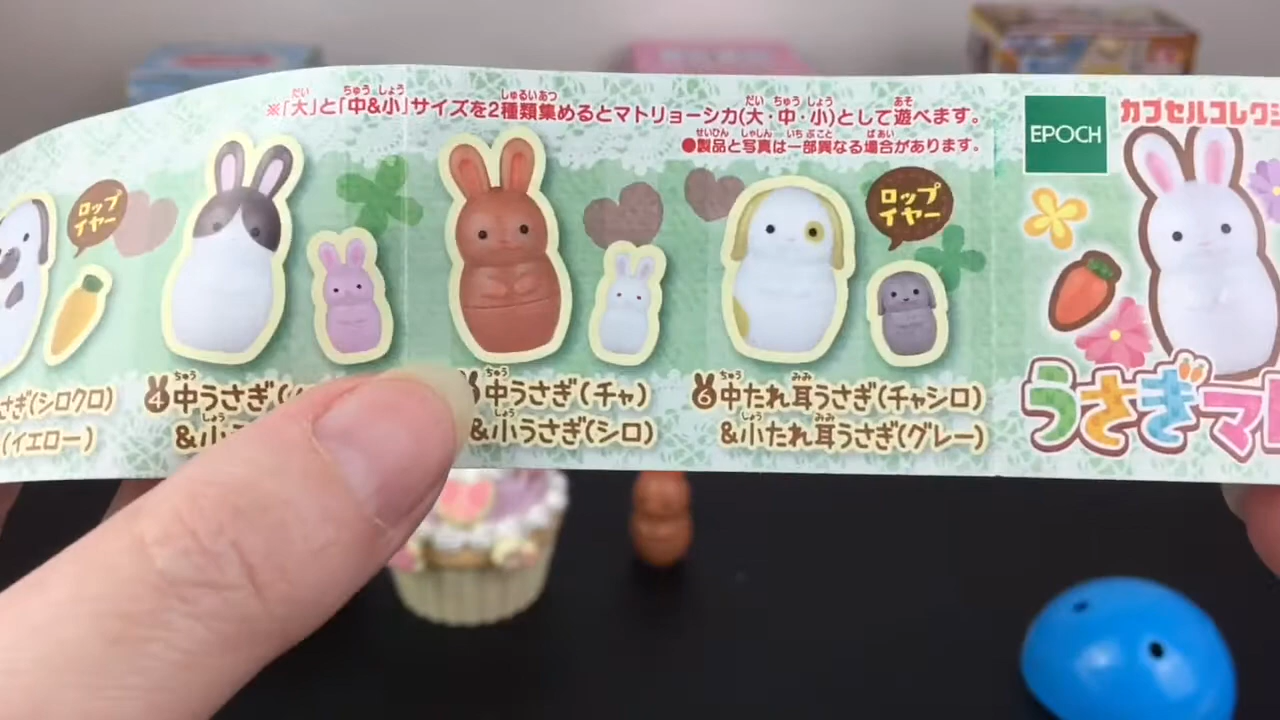 ※「大」と「中&小」サイズを2種類集めるとマトリョーシカ(大・中・小)として遊べます。
●製品と写真は一部異なる場合があります。
EPOCH
カプセルコレク
ロップ
イヤー
ロップ
イヤー
さぎ(シロクロ)
(イエロー)
④中うさぎ(
&小う
中うさぎ(チャ)
&小うさぎ(シロ)
⑥中たれ耳うさぎ(チャシロ)
&小たれ耳うさぎ(グレー)
うさぎマ